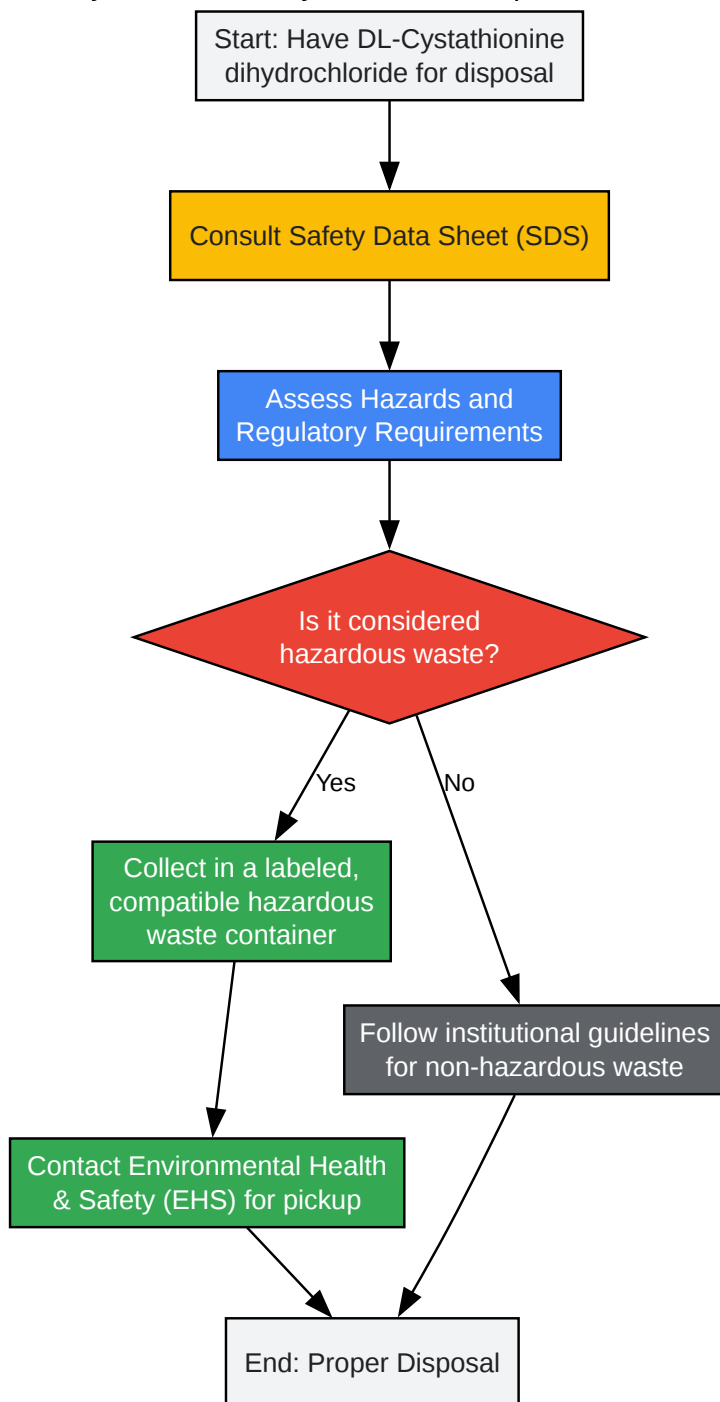 Start: Have DL-Cystathionine
dihydrochloride for disposal
Consult Safety Data Sheet (SDS)
Assess Hazards and
Regulatory Requirements
Is it considered
hazardous waste?
Yes
No
Collect in a labeled,
compatible hazardous
waste container
Follow institutional guidelines
for non-hazardous waste
Contact Environmental Health
& Safety (EHS) for pickup
End: Proper Disposal